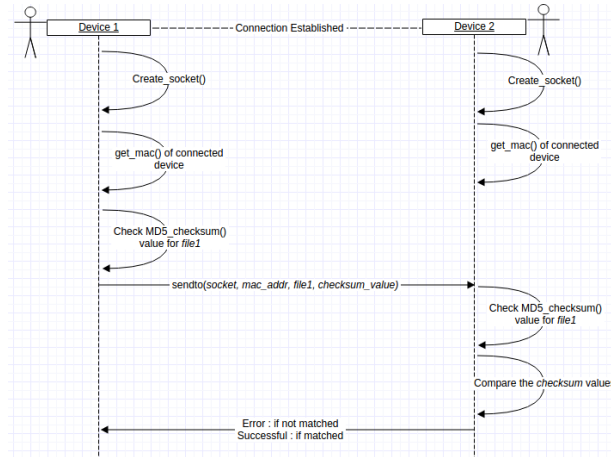 Device 1
Connection Established
Device 2
Create_socket()
Create_socket()
get_mac() of connected
device
get_mac() of connected
device
Check MD5_checksum()
value for file1
sendto(socket, mac_addr, file1, checksum_value)
Check MD5_checksum()
value for file1
Compare the checksum values
Error : if not matched
Successful : if matched